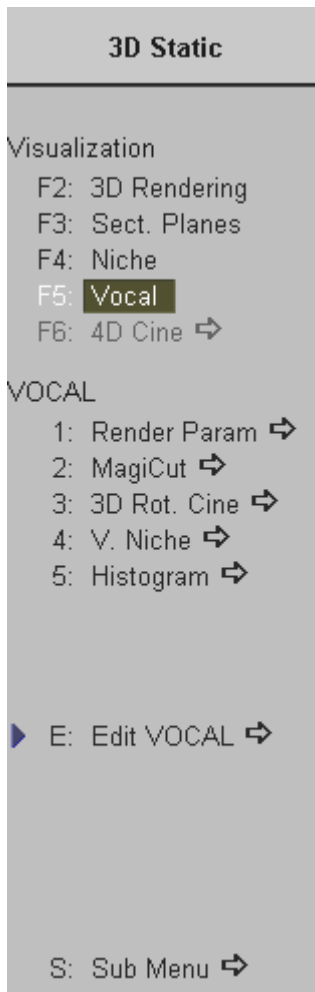 3D Static
Visualization
F2: 3D Rendering
F3: Sect. Planes
F4: Niche
F5: Vocal
F6: 4D Cine
VOCAL
1: Render Param
2: MagiCut
3: 3D Rot. Cine
4: V. Niche
5: Histogram
E: Edit VOCAL
S: Sub Menu